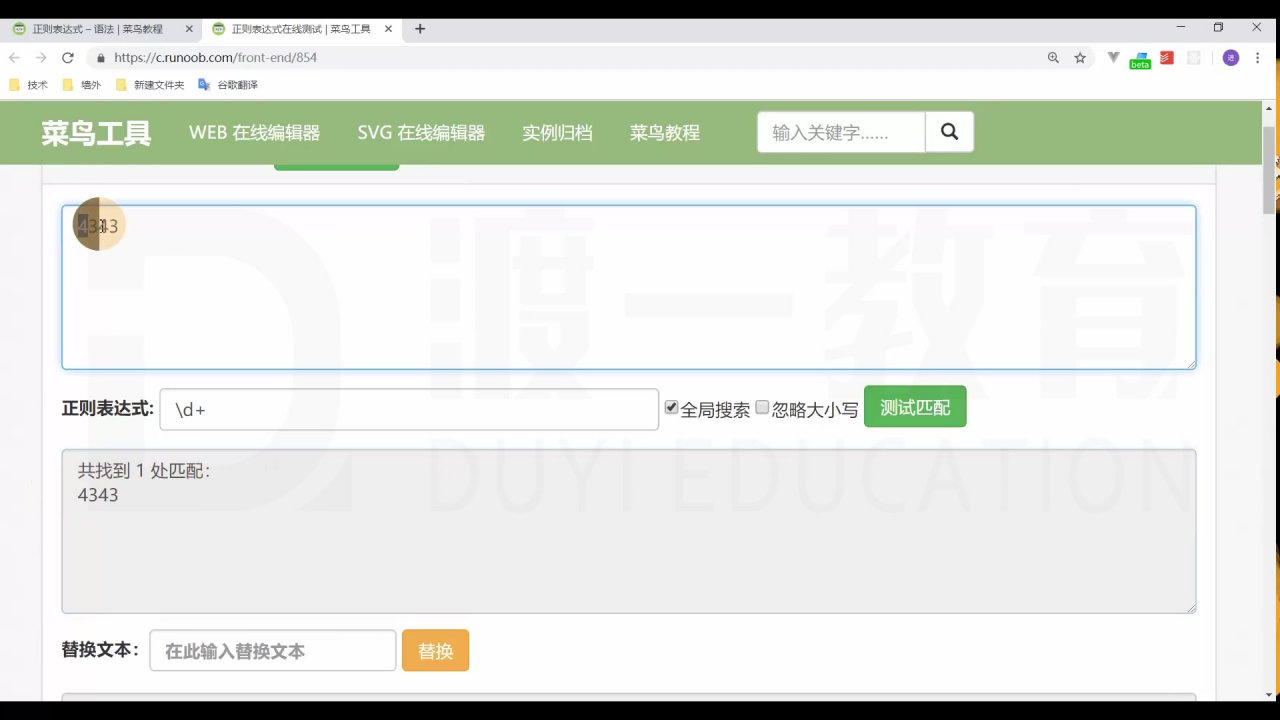 正则表达式 – 语法 | 菜鸟教程
正则表达式在线测试 | 菜鸟工具
https://c.runoob.com/front-end/854
beta
进
技术
墙外
新建文件夹
谷歌翻译
菜鸟工具
WEB 在线编辑器
SVG 在线编辑器
实例归档
菜鸟教程
输入关键字......
4343
渡一教育
DUYI EDUCATION
正则表达式: \d+ 全局搜索 忽略大小写 测试匹配
共找到 1 处匹配:
4343
替换文本: 在此输入替换文本 替换